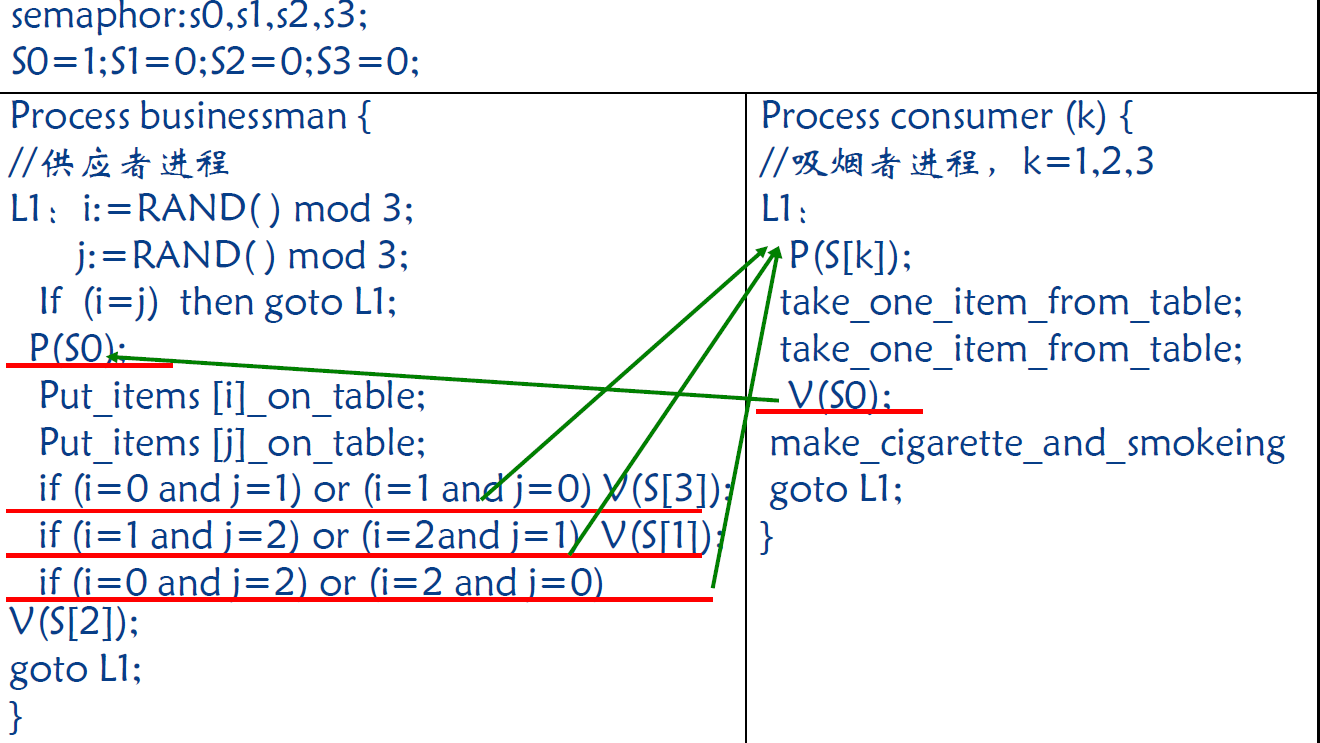 semaphor:s0,s1,s2,s3;
S0=1;S1=0;S2=0;S3=0;
Process businessman {
//供应者进程
L1：i:=RAND( ) mod 3;
j:=RAND( ) mod 3;
If (i=j) then goto L1;
P(S0);
Put_items [i]_on_table;
Put_items [j]_on_table;
if (i=0 and j=1) or (i=1 and j=0) V(S[3]);
if (i=1 and j=2) or (i=2and j=1) V(S[1]);
if (i=0 and j=2) or (i=2 and j=0)
V(S[2]);
goto L1;
}
Process consumer (k) {
//吸烟者进程，k=1,2,3
L1：
P(S[k]);
take_one_item_from_table;
take_one_item_from_table;
V(S0);
make_cigarette_and_smokeing
goto L1;
}